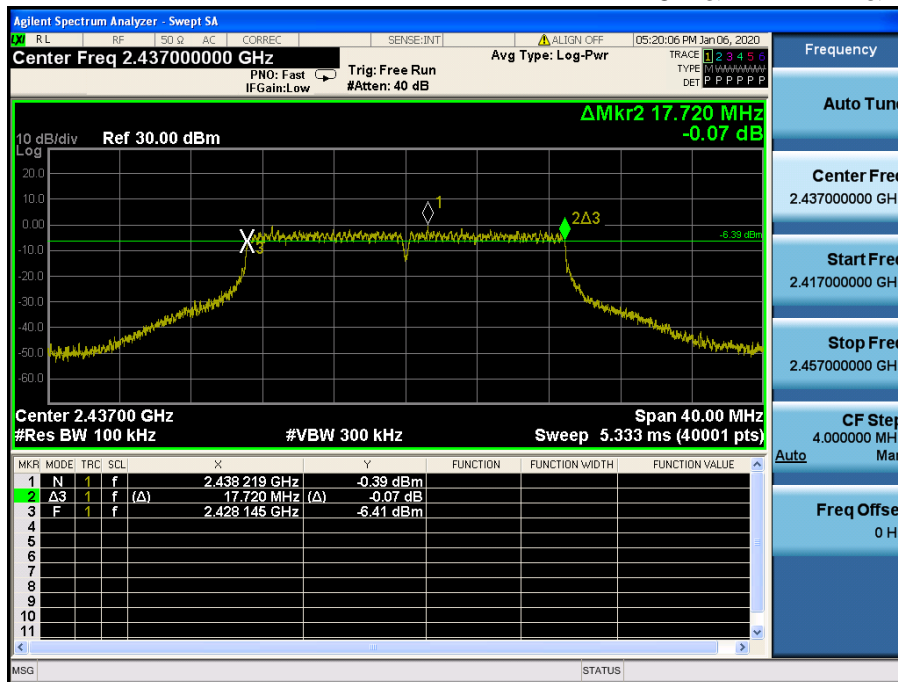 Agilent Spectrum Analyzer - Swept SA
LXI RL RF 50 Ω AC CORREC SENSE:INT ALIGN OFF 05:20:06 PM Jan 06, 2020
Center Freq 2.437000000 GHz
PNO: Fast
IFGain:Low
Trig: Free Run
#Atten: 40 dB
Avg Type: Log-Pwr
TRACE 1 2 3 4 5 6
TYPE M
DET P P P P P P
ΔMkr2 17.720 MHz
-0.07 dB
10 dB/div Ref 30.00 dBm
Log
20.0
10.0
0.00
-10.0
-20.0
-30.0
-40.0
-50.0
-60.0
1
2Δ3
3
-6.39 dBm
Center 2.43700 GHz Span 40.00 MHz
#Res BW 100 kHz #VBW 300 kHz Sweep 5.333 ms (40001 pts)
MKR MODE TRC SCL X Y FUNCTION FUNCTION WIDTH FUNCTION VALUE
1 N 1 f 2.438 219 GHz -0.39 dBm
2 Δ3 1 f (Δ) 17.720 MHz (Δ) -0.07 dB
3 F 1 f 2.428 145 GHz -6.41 dBm
4
5
6
7
8
9
10
11
MSG STATUS
Frequency
Auto Tun
Center Fre
2.437000000 GH
Start Fre
2.417000000 GH
Stop Fre
2.457000000 GH
CF Step
4.000000 MH
Auto Ma
Freq Offse
0 H